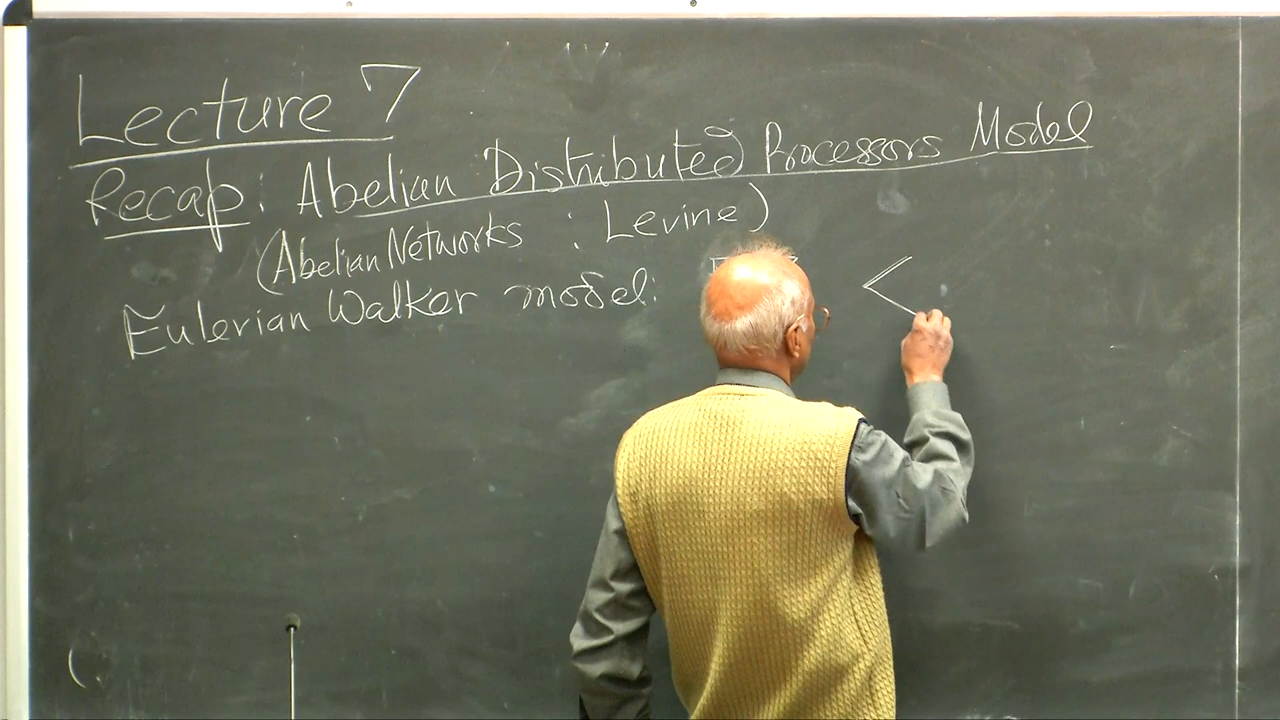 Lecture 7
Recap: Abelian Distributed Processors Model
(Abelian Networks : Levine)
Eulerian Walker model: <